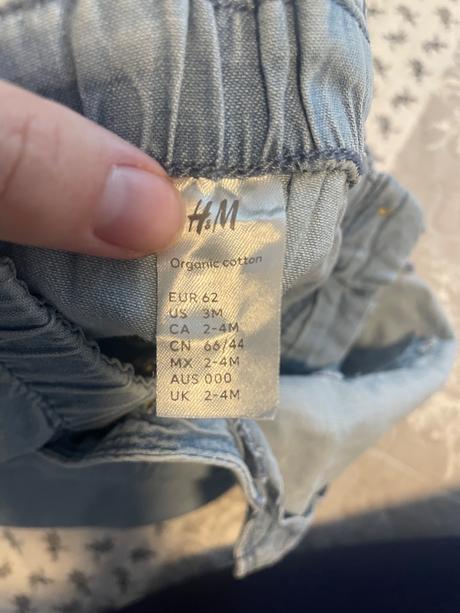 H&M
Organic cotton
EUR 62
US 3M
CA 2-4M
CN 66/44
MX 2-4M
AUS 000
UK 2-4M